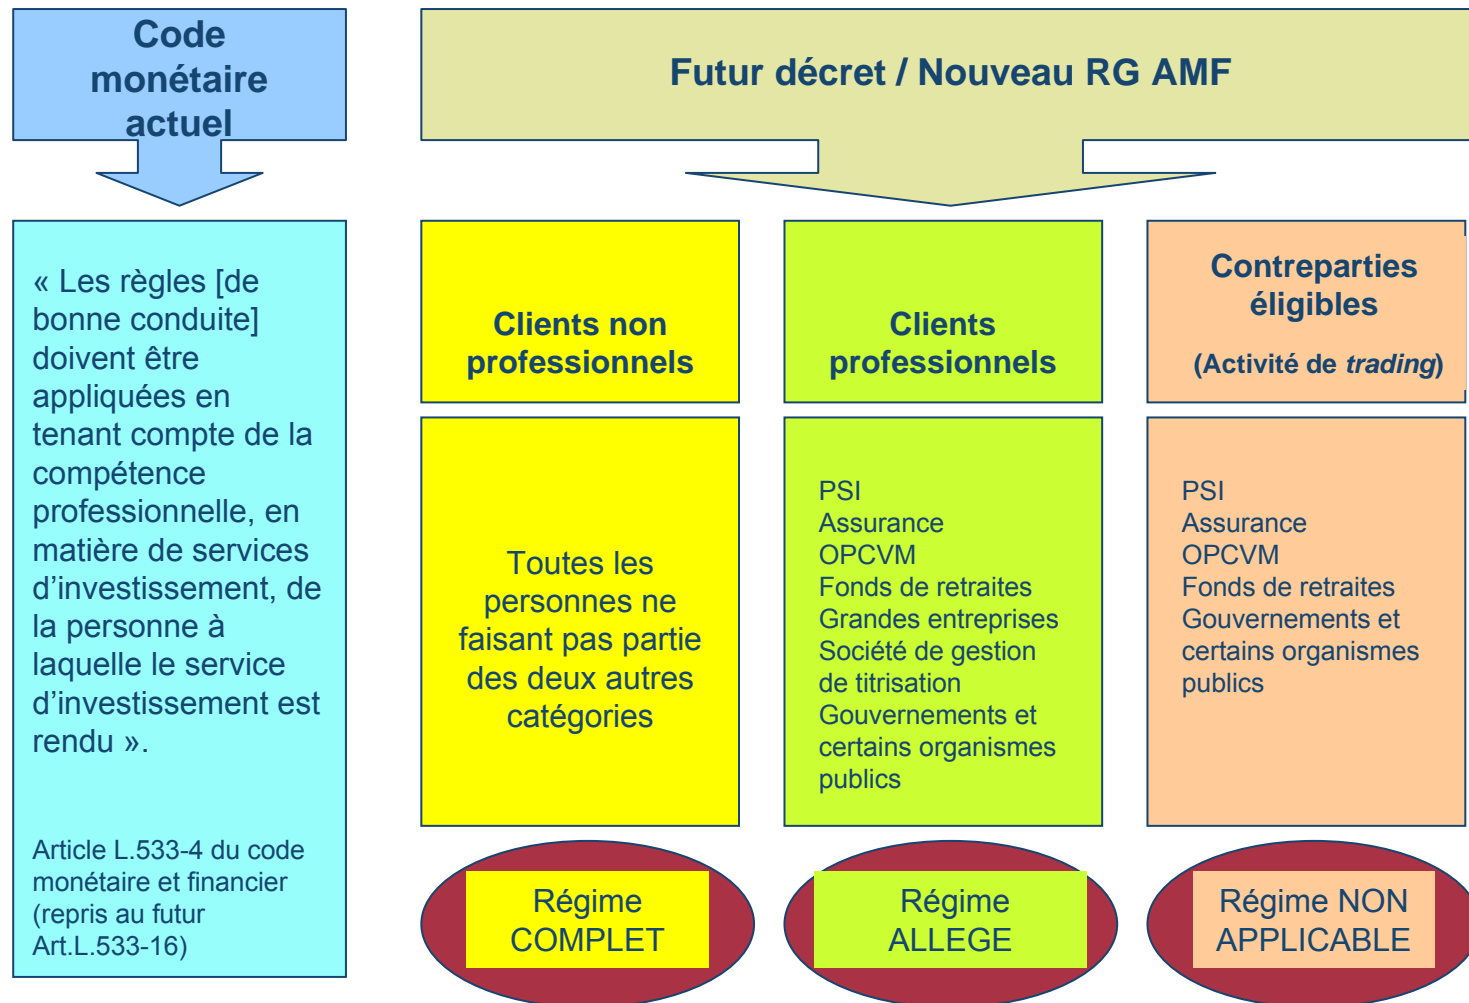 Code
monétaire
actuel
Futur décret / Nouveau RG AMF
« Les règles [de
bonne conduite]
doivent être
appliquées en
tenant compte de la
compétence
professionnelle, en
matière de services
d’investissement, de
la personne à
laquelle le service
d’investissement est
rendu ».
Article L.533-4 du code
monétaire et financier
(repris au futur
Art.L.533-16)
Clients non
professionnels
Toutes les
personnes ne
faisant pas partie
des deux autres
catégories
Régime
COMPLET
Clients
professionnels
PSI
Assurance
OPCVM
Fonds de retraites
Grandes entreprises
Société de gestion
de titrisation
Gouvernements et
certains organismes
publics
Régime
ALLEGE
Contreparties
éligibles
(Activité de trading)
PSI
Assurance
OPCVM
Fonds de retraites
Gouvernements et
certains organismes
publics
Régime NON
APPLICABLE